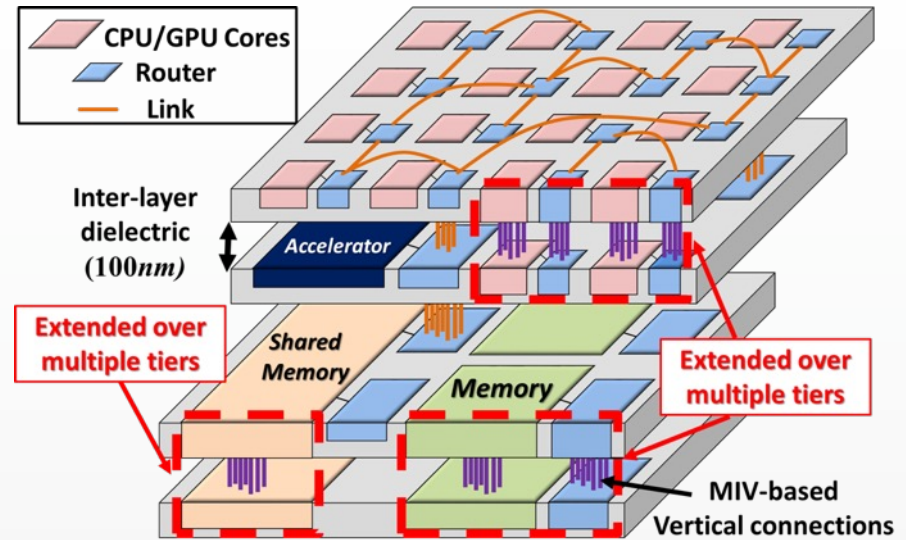 CPU/GPU Cores
Router
Link
Inter-layer
dielectric
(100nm)
Accelerator
Extended over
multiple tiers
Shared
Memory
Memory
Extended over
multiple tiers
MIV-based
Vertical connections